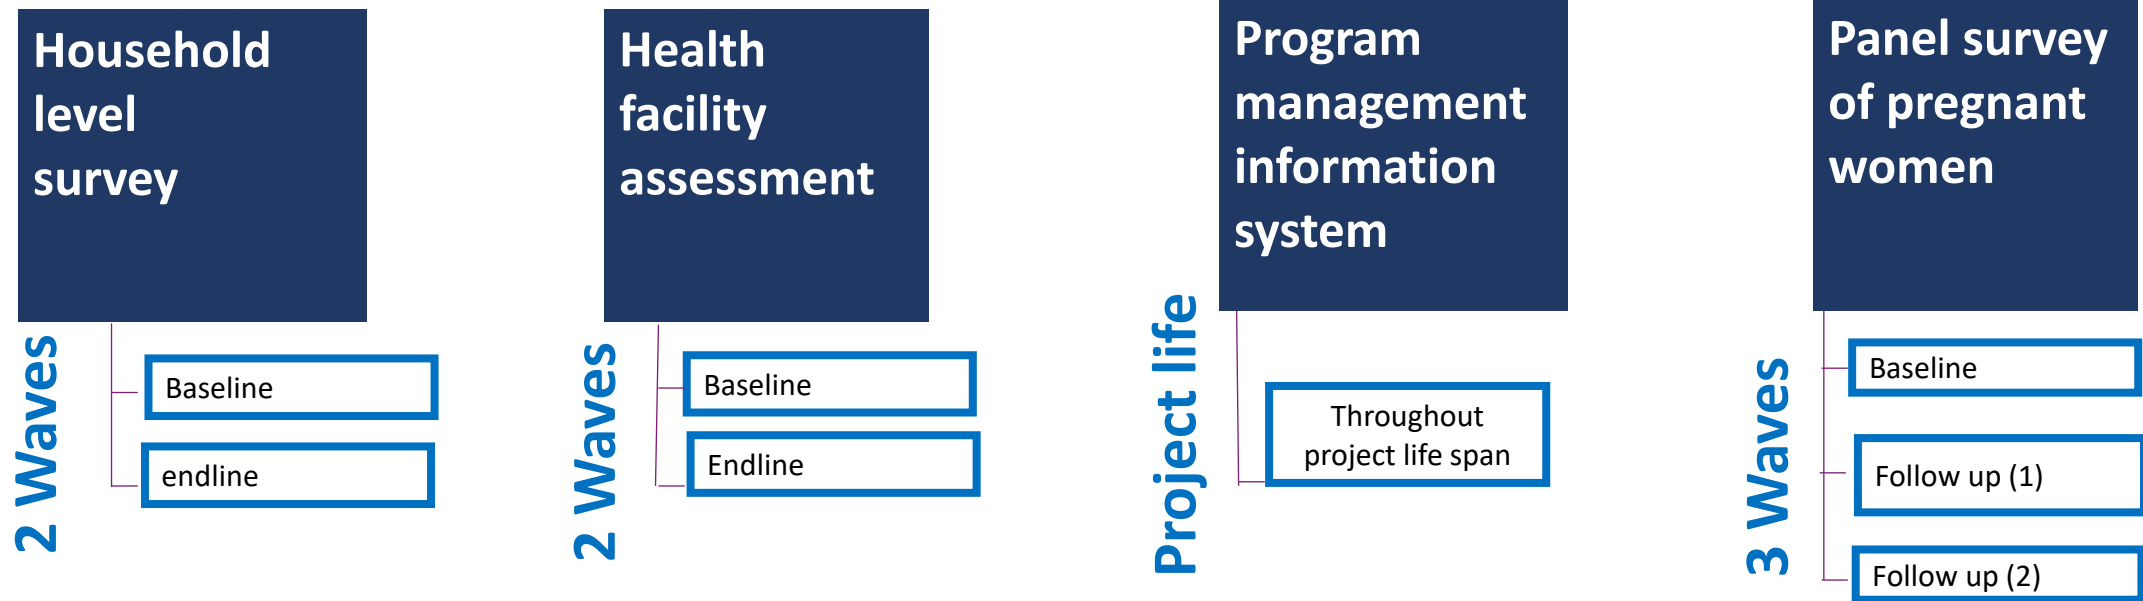 Household
level
survey
2 Waves
Baseline
endline
Health
facility
assessment
2 Waves
Baseline
Endline
Program
management
information
system
Project life
Throughout
project life span
Panel survey
of pregnant
women
3 Waves
Baseline
Follow up (1)
Follow up (2)